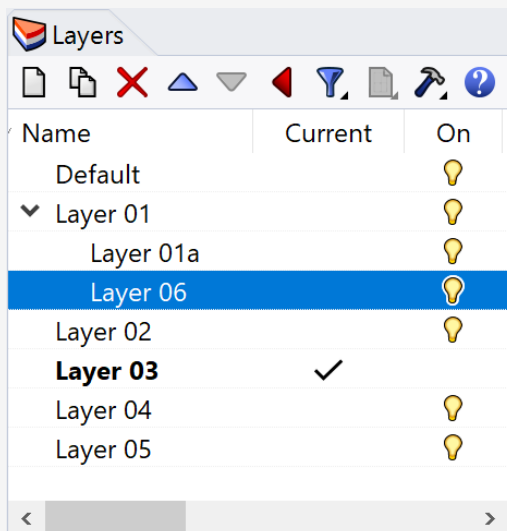 Layers
Name Current On
Default
Layer 01
Layer 01a
Layer 06
Layer 02
Layer 03
Layer 04
Layer 05